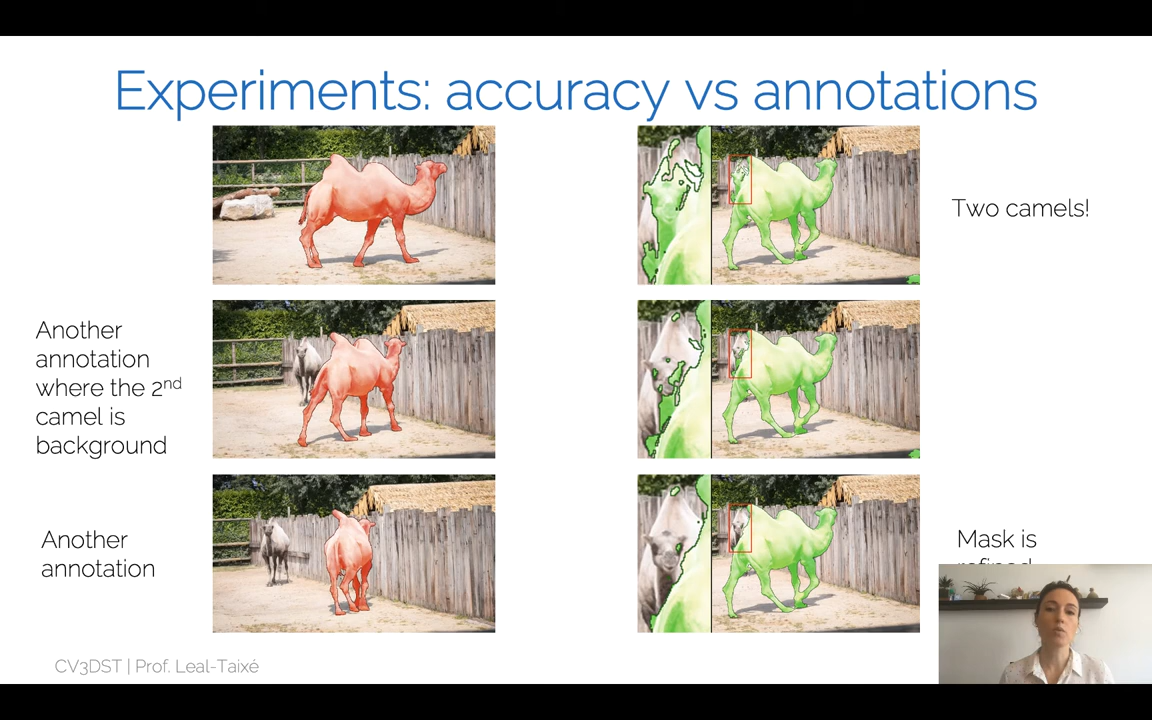 Experiments: accuracy vs annotations
Two camels!
Another
annotation
where the 2nd
camel is
background
Another
annotation
Mask is
refined
CV3DST | Prof. Leal-Taixé